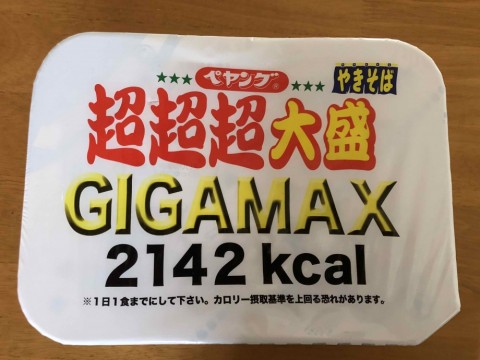 ペヤング®
やきそば
超超超大盛
GIGAMAX
2142 kcal
※1日1食までにして下さい。カロリー摂取基準を上回る恐れがあります。